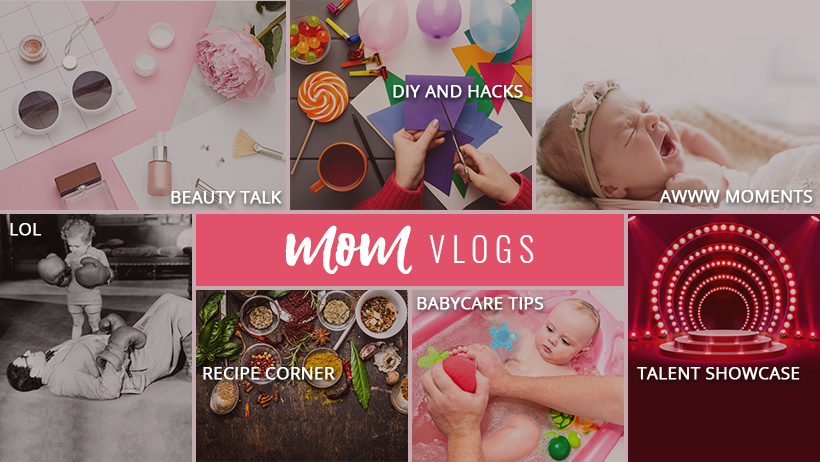 BEAUTY TALK
DIY AND HACKS
AWWW MOMENTS
LOL
mom VLOGS
RECIPE CORNER
BABYCARE TIPS
TALENT SHOWCASE